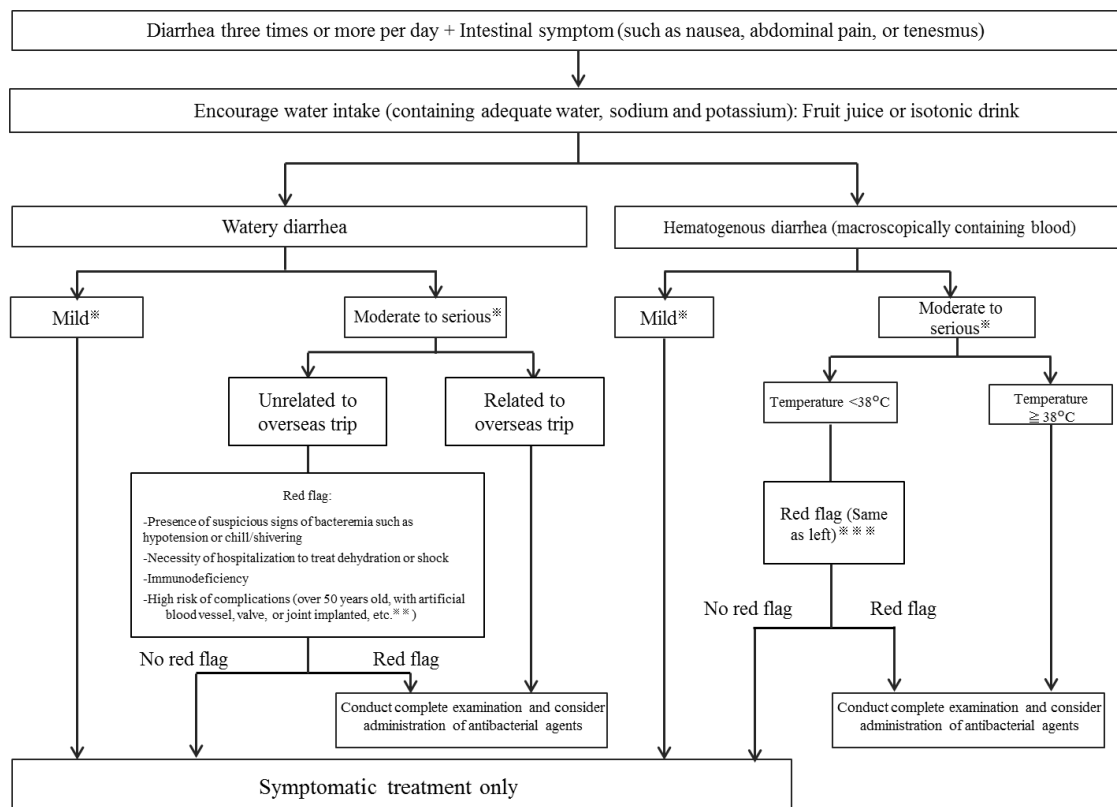 Diarrhea three times or more per day + Intestinal symptom (such as nausea, abdominal pain, or tenesmus)
Encourage water intake (containing adequate water, sodium and potassium): Fruit juice or isotonic drink
Watery diarrhea
Hematogenous diarrhea (macroscopically containing blood)
Mild※
Moderate to serious※
Mild※
Moderate to
serious※
Unrelated to
overseas trip
Related to
overseas trip
Temperature <38°C
Temperature
≧ 38°C
Red flag:
-Presence of suspicious signs of bacteremia such as
hypotension or chill/shivering
-Necessity of hospitalization to treat dehydration or shock
-Immunodeficiency
-High risk of complications (over 50 years old, with artificial
blood vessel, valve, or joint implanted, etc.※※)
Red flag (Same
as left)※※※
No red flag
Red flag
No red flag
Red flag
Conduct complete examination and consider
administration of antibacterial agents
Conduct complete examination and consider
administration of antibacterial agents
Symptomatic treatment only